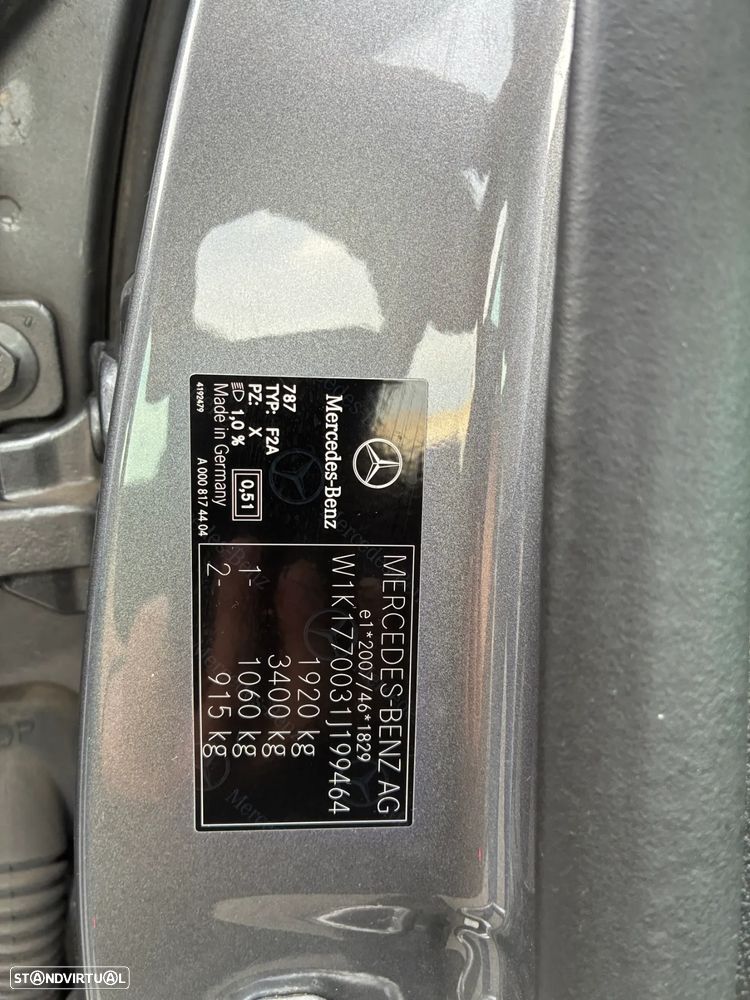 Mercedes-Benz
787
TYP: F2A
PZ: X
1,0 %
0,51
Made in Germany
4192479
A 000 817 44 04
MERCEDES-BENZ AG
e1*2007/46*1829
W1K1770031J199464
1920 kg
3400 kg
1- 1060 kg
2- 915 kg
STANDVIRTUAL